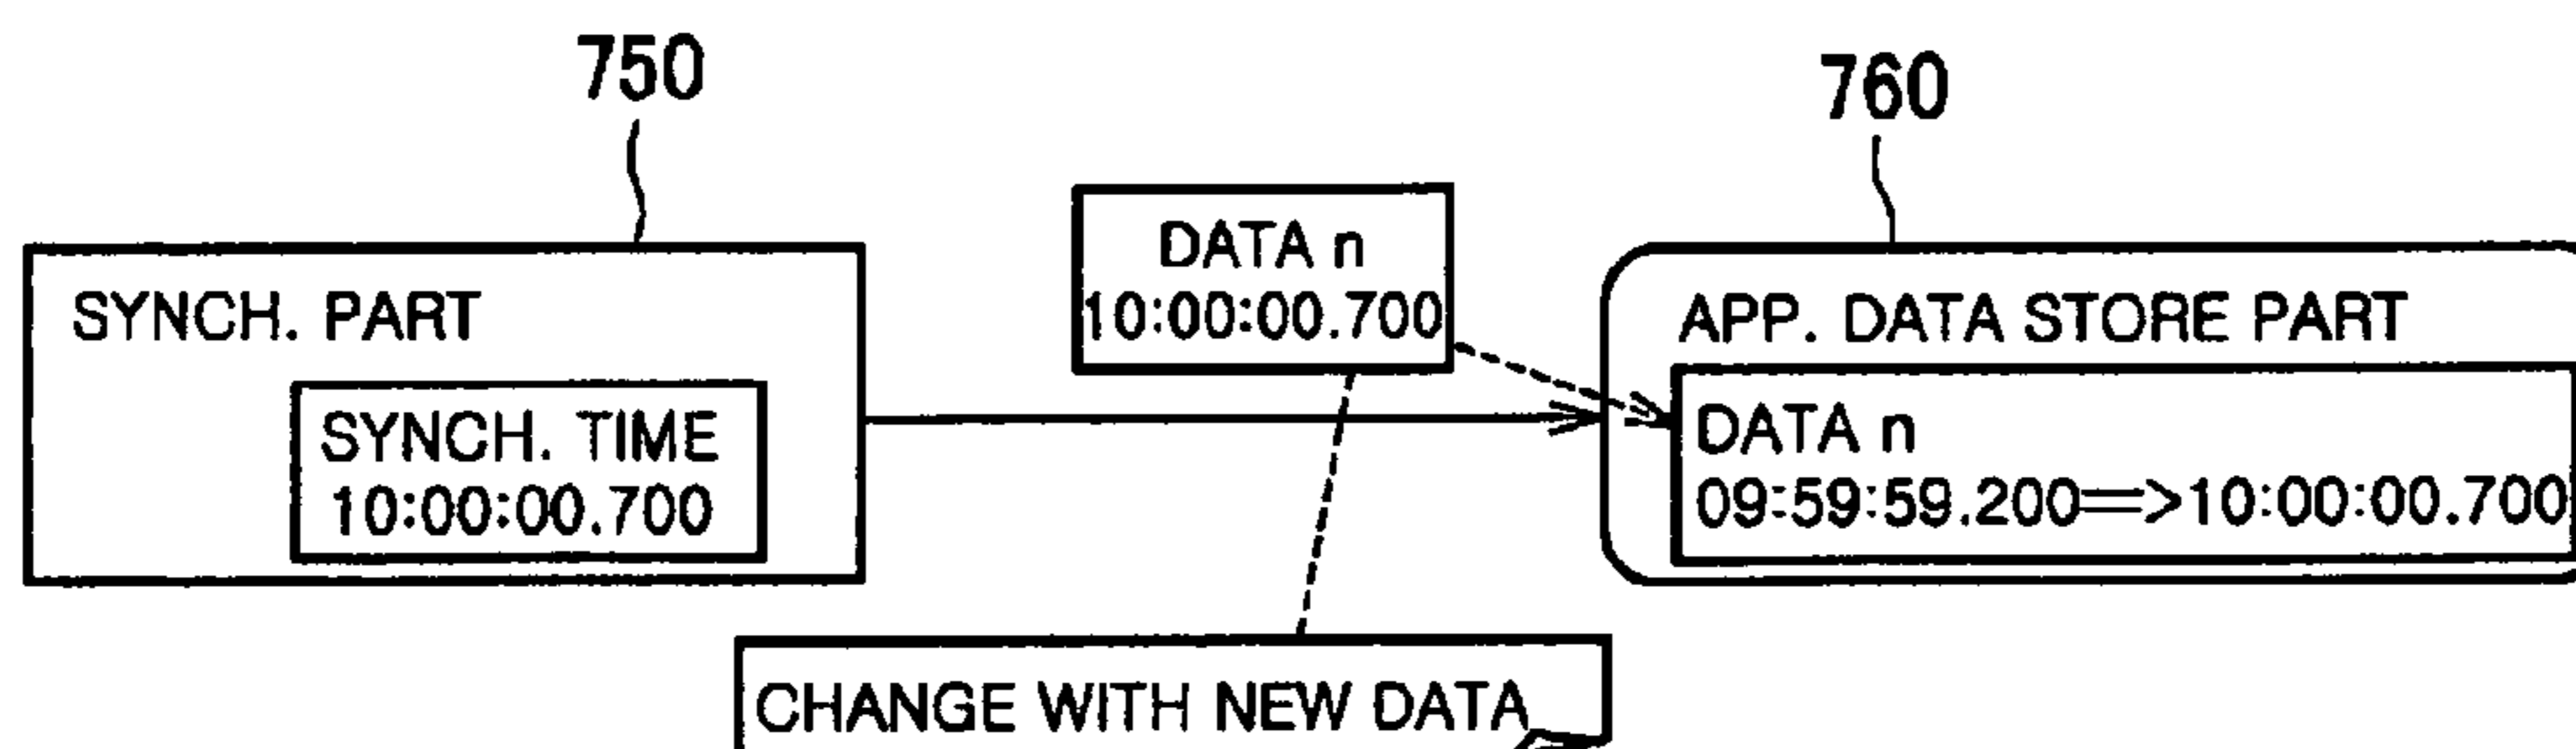 750
760
DATA n
10:00:00.700
SYNCH. PART
SYNCH. TIME
10:00:00.700
APP. DATA STORE PART
DATA n
09:59:59.200==>10:00:00.700
CHANGE WITH NEW DATA